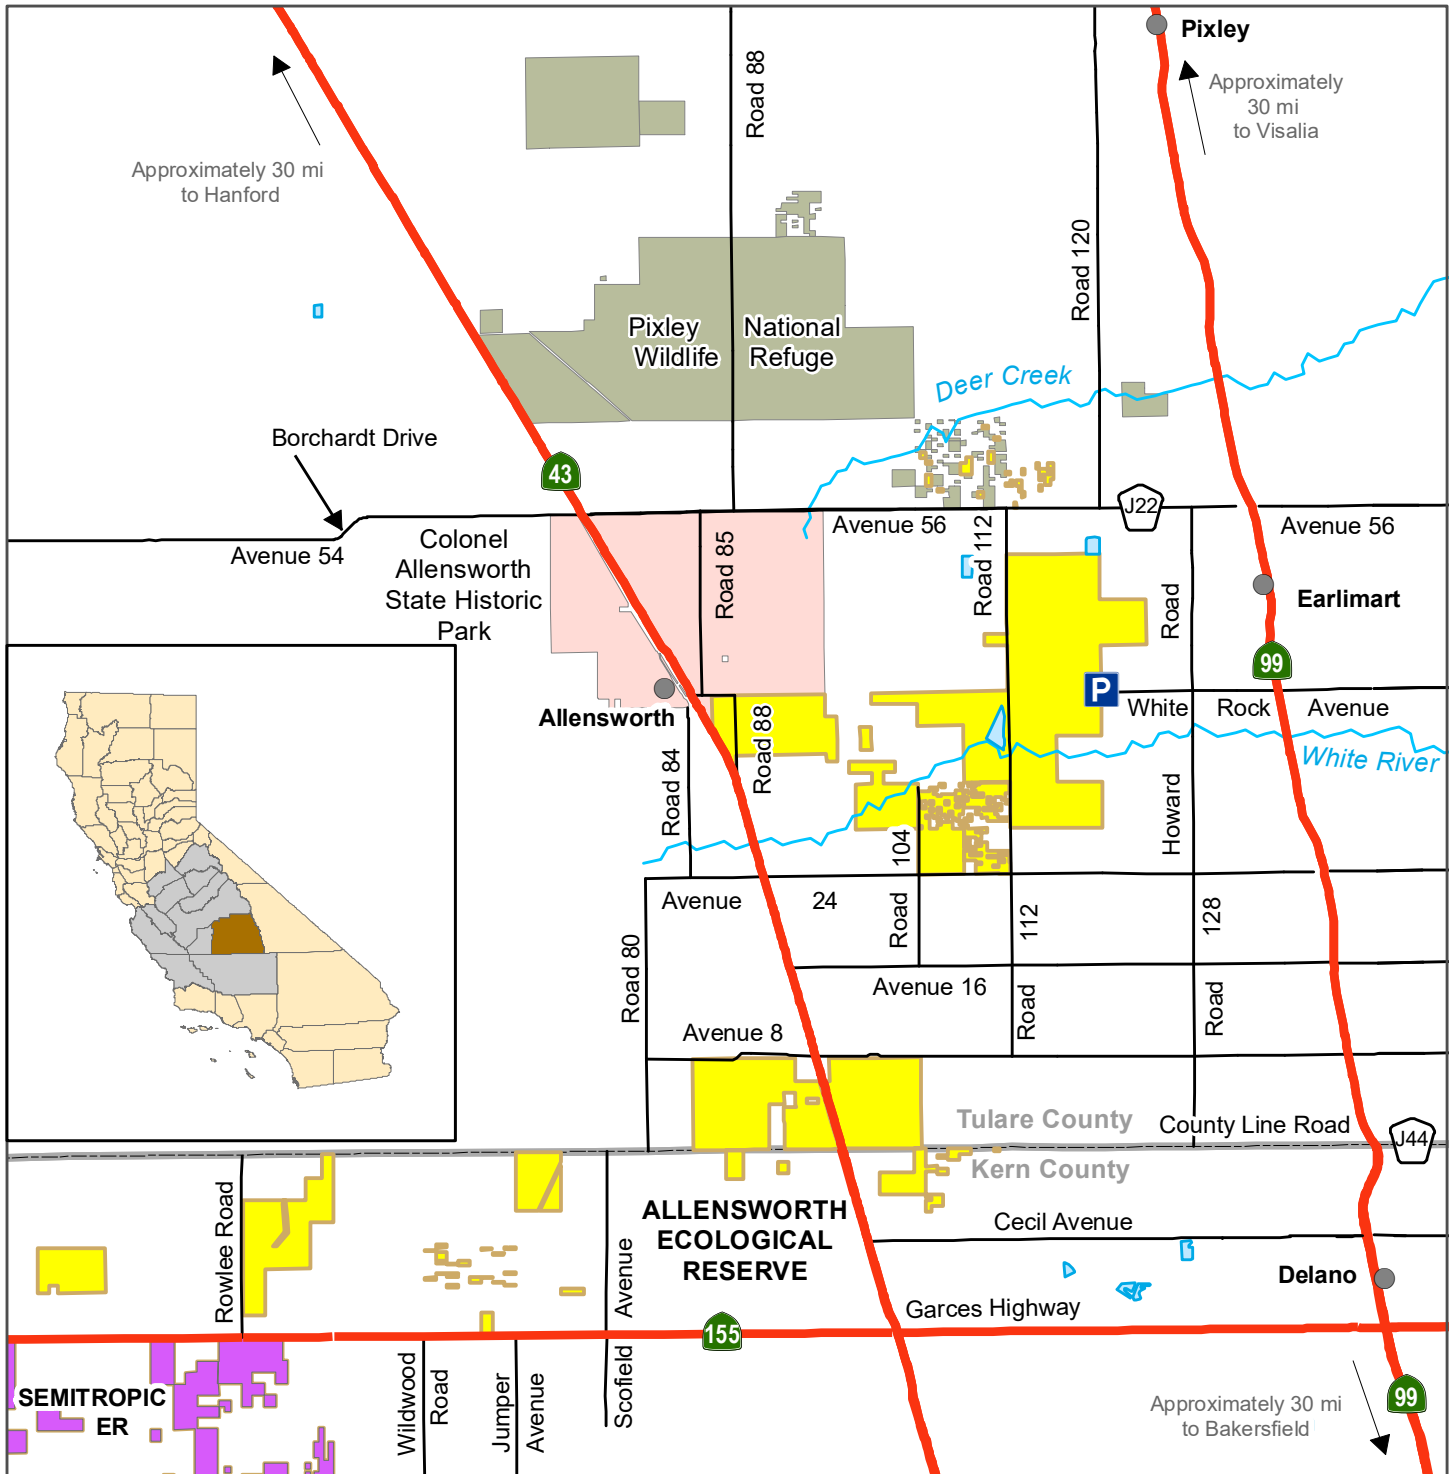 Pixley
Approximately
30 mi
to Visalia
Road 88
Approximately 30 mi
to Hanford
Road 120
Pixley National
Wildlife Refuge
Deer Creek
Borchardt Drive
43
J22
Avenue 54
Avenue 56
Avenue 56
Colonel
Allensworth
State Historic
Park
Road 85
Road 112
Road
Earlimart
99
P
Allensworth
White Rock Avenue
Road 88
White River
Road 84
Howard
104
Avenue 24
Road
112
128
Road 80
Avenue 16
Road
Road
Avenue 8
Tulare County
County Line Road
J44
Kern County
Rowlee Road
ALLENSWORTH
ECOLOGICAL
RESERVE
Cecil Avenue
Avenue
Delano
Garces Highway
155
SEMITROPIC
ER
Wildwood
Road
Jumper
Avenue
Scofield
Approximately 30 mi
to Bakersfield
99